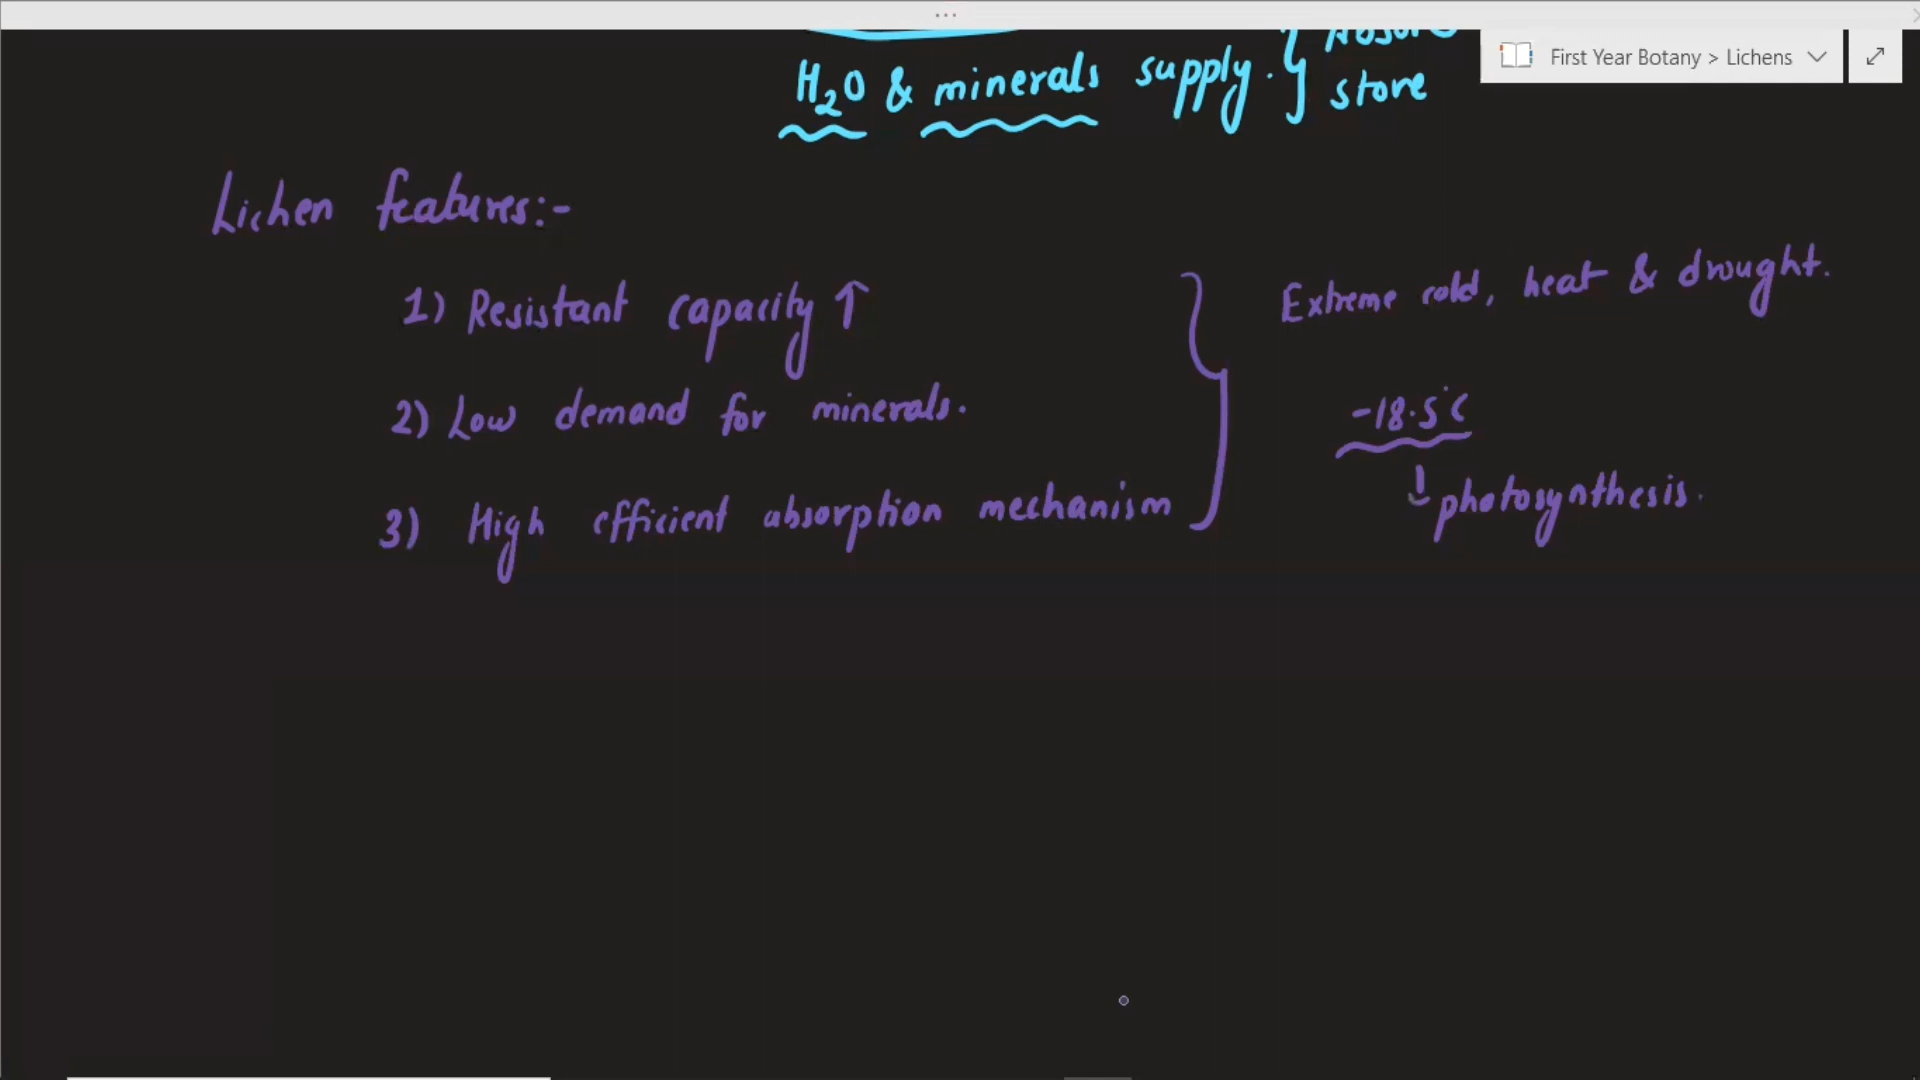 Absorb
First Year Botany > Lichens
H₂O & minerals supply. } store
Lichen features:-
1) Resistant capacity ↑
Extreme cold, heat & drought.
2) Low demand for minerals.
-18.5°C
3) High efficient absorption mechanism
photosynthesis.